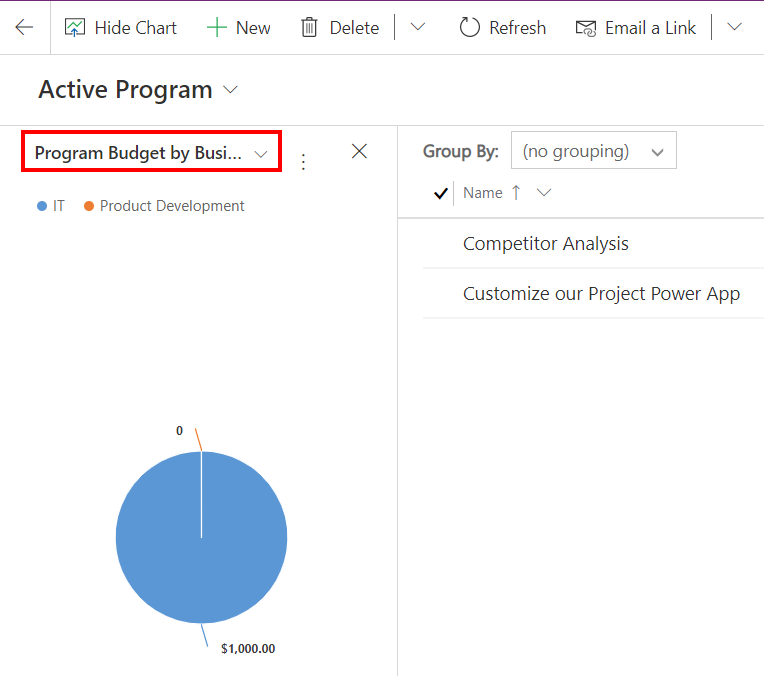 Hide Chart New Delete Refresh Email a Link
Active Program
Program Budget by Busi...
IT Product Development
0
$1,000.00
Group By: (no grouping)
Name
Competitor Analysis
Customize our Project Power App